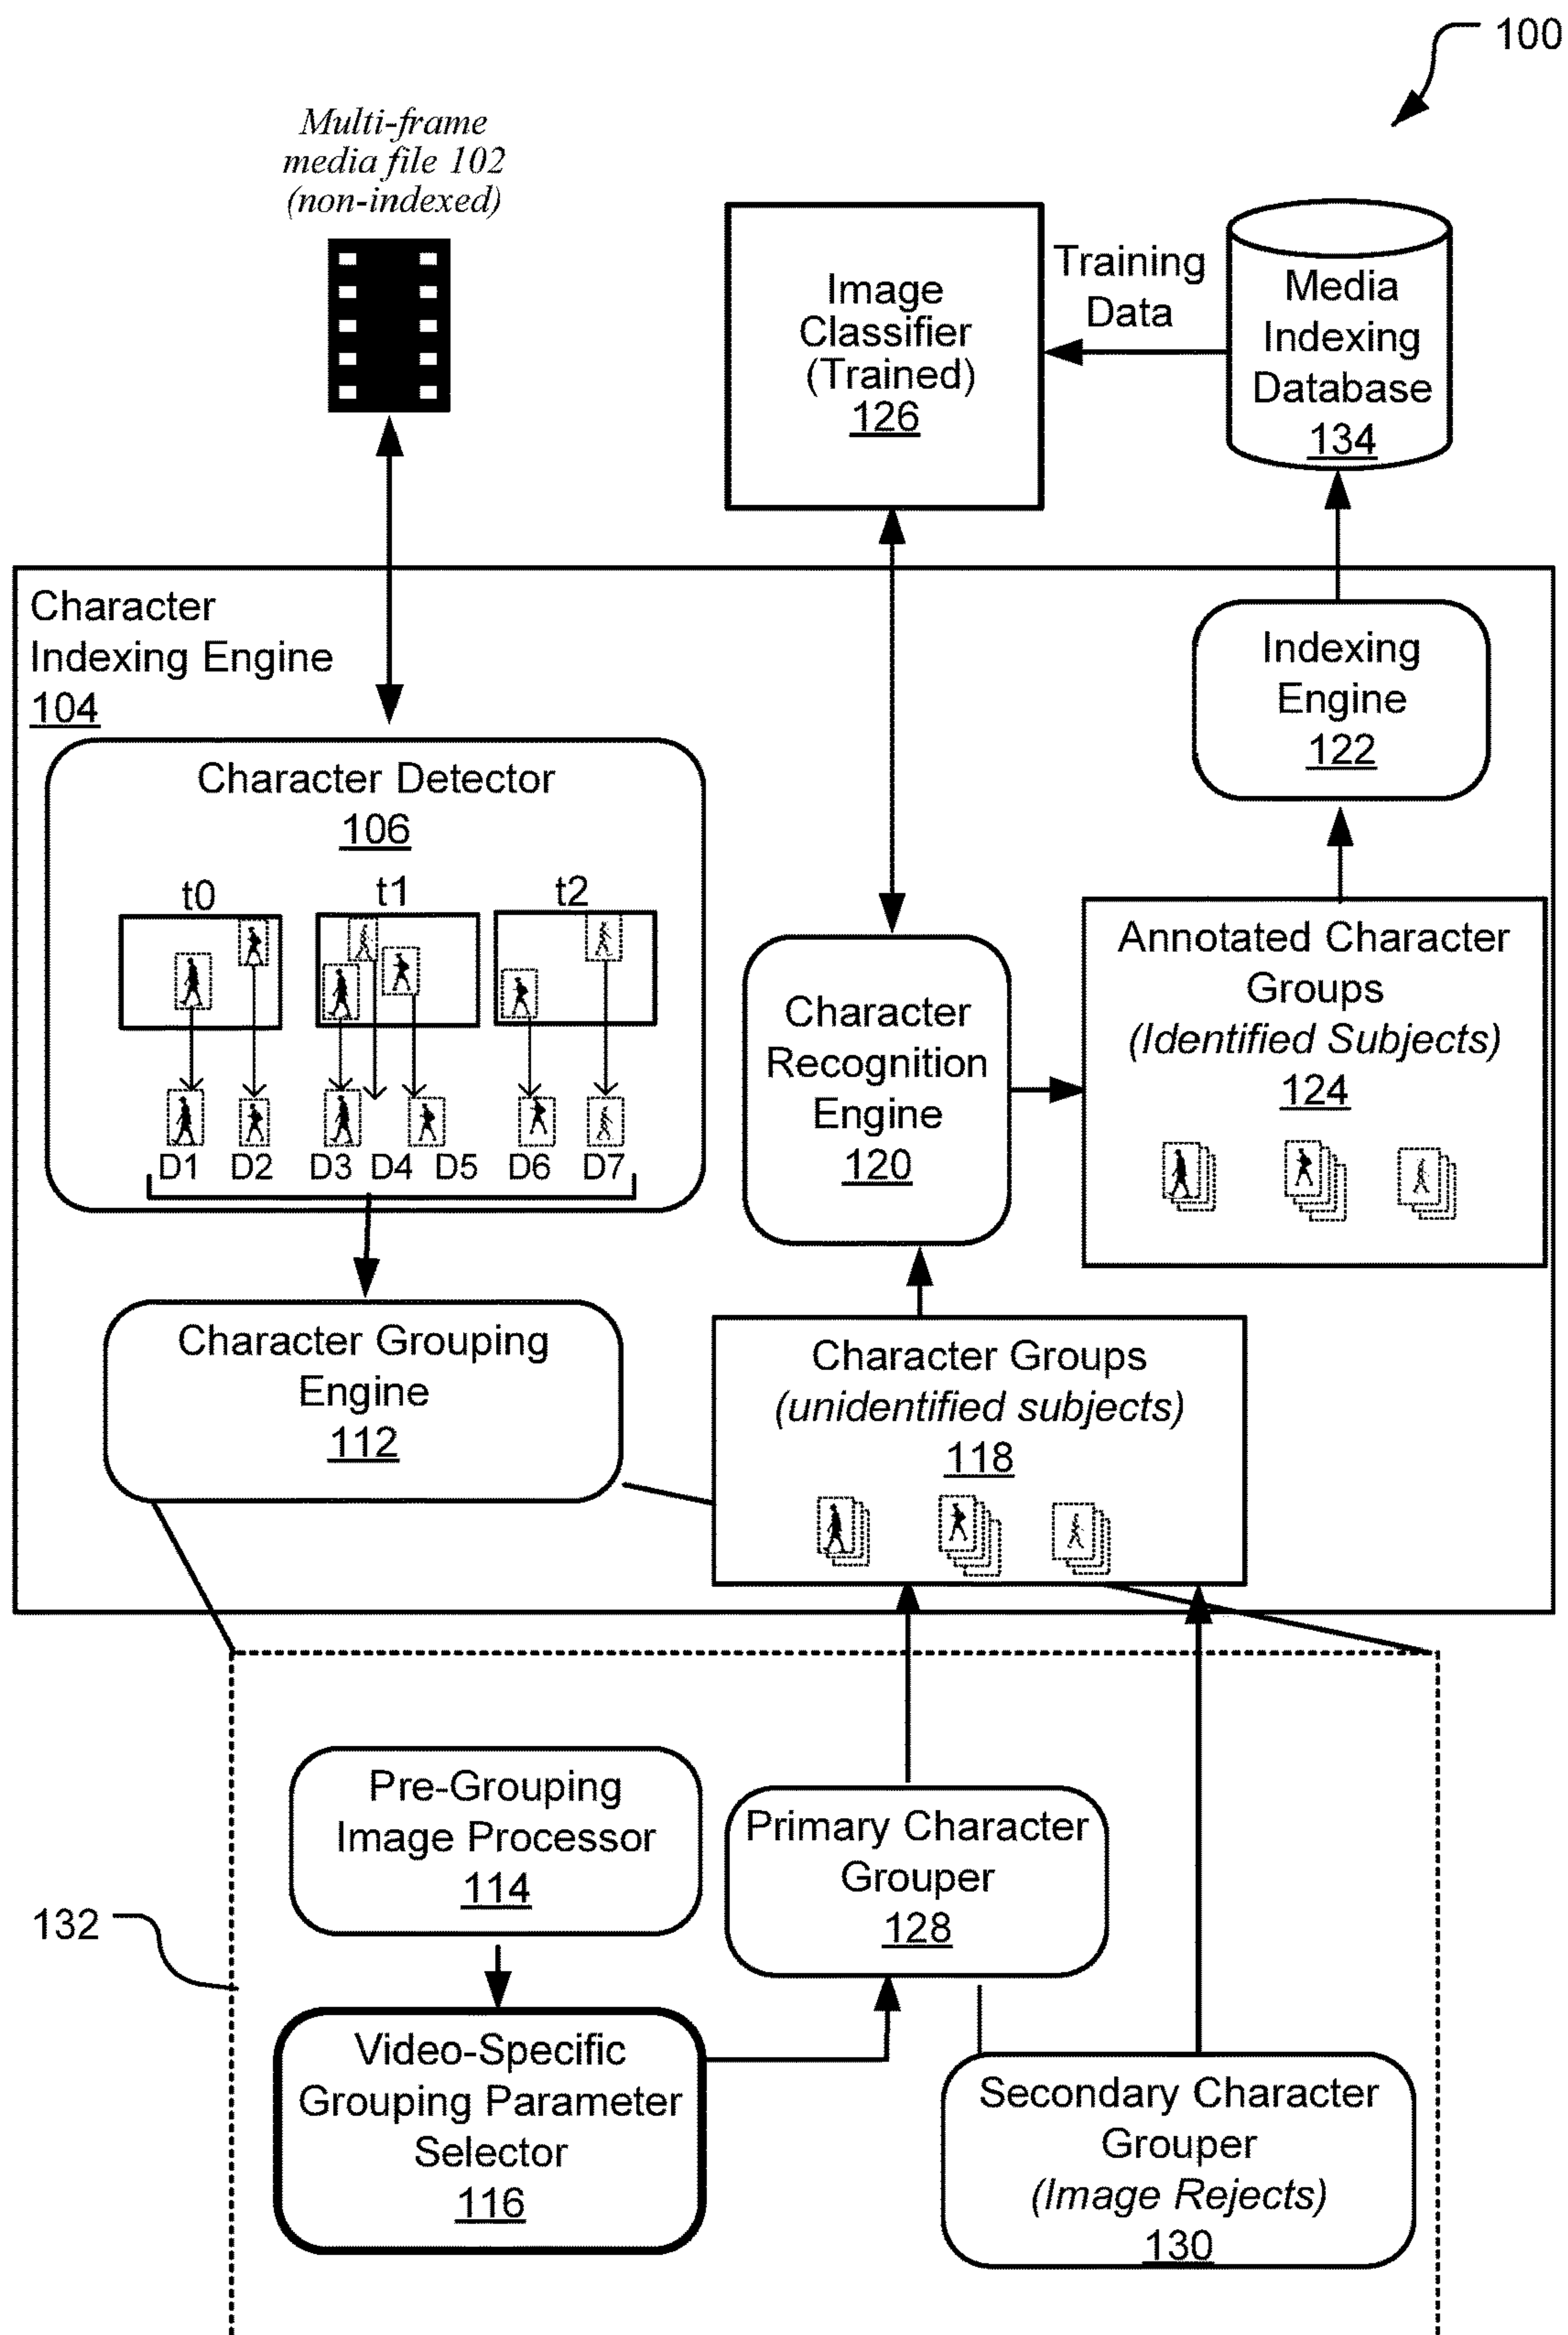 100
Multi-frame
media file 102
(non-indexed)
Image
Classifier
(Trained)
126
Training
Data
Media
Indexing
Database
134
Character
Indexing Engine
104
Indexing
Engine
122
Character Detector
106
t0 t1 t2
D1 D2 D3 D4 D5 D6 D7
Character
Recognition
Engine
120
Annotated Character
Groups
(Identified Subjects)
124
Character Grouping
Engine
112
Character Groups
(unidentified subjects)
118
132
Pre-Grouping
Image Processor
114
Primary Character
Grouper
128
Video-Specific
Grouping Parameter
Selector
116
Secondary Character
Grouper
(Image Rejects)
130